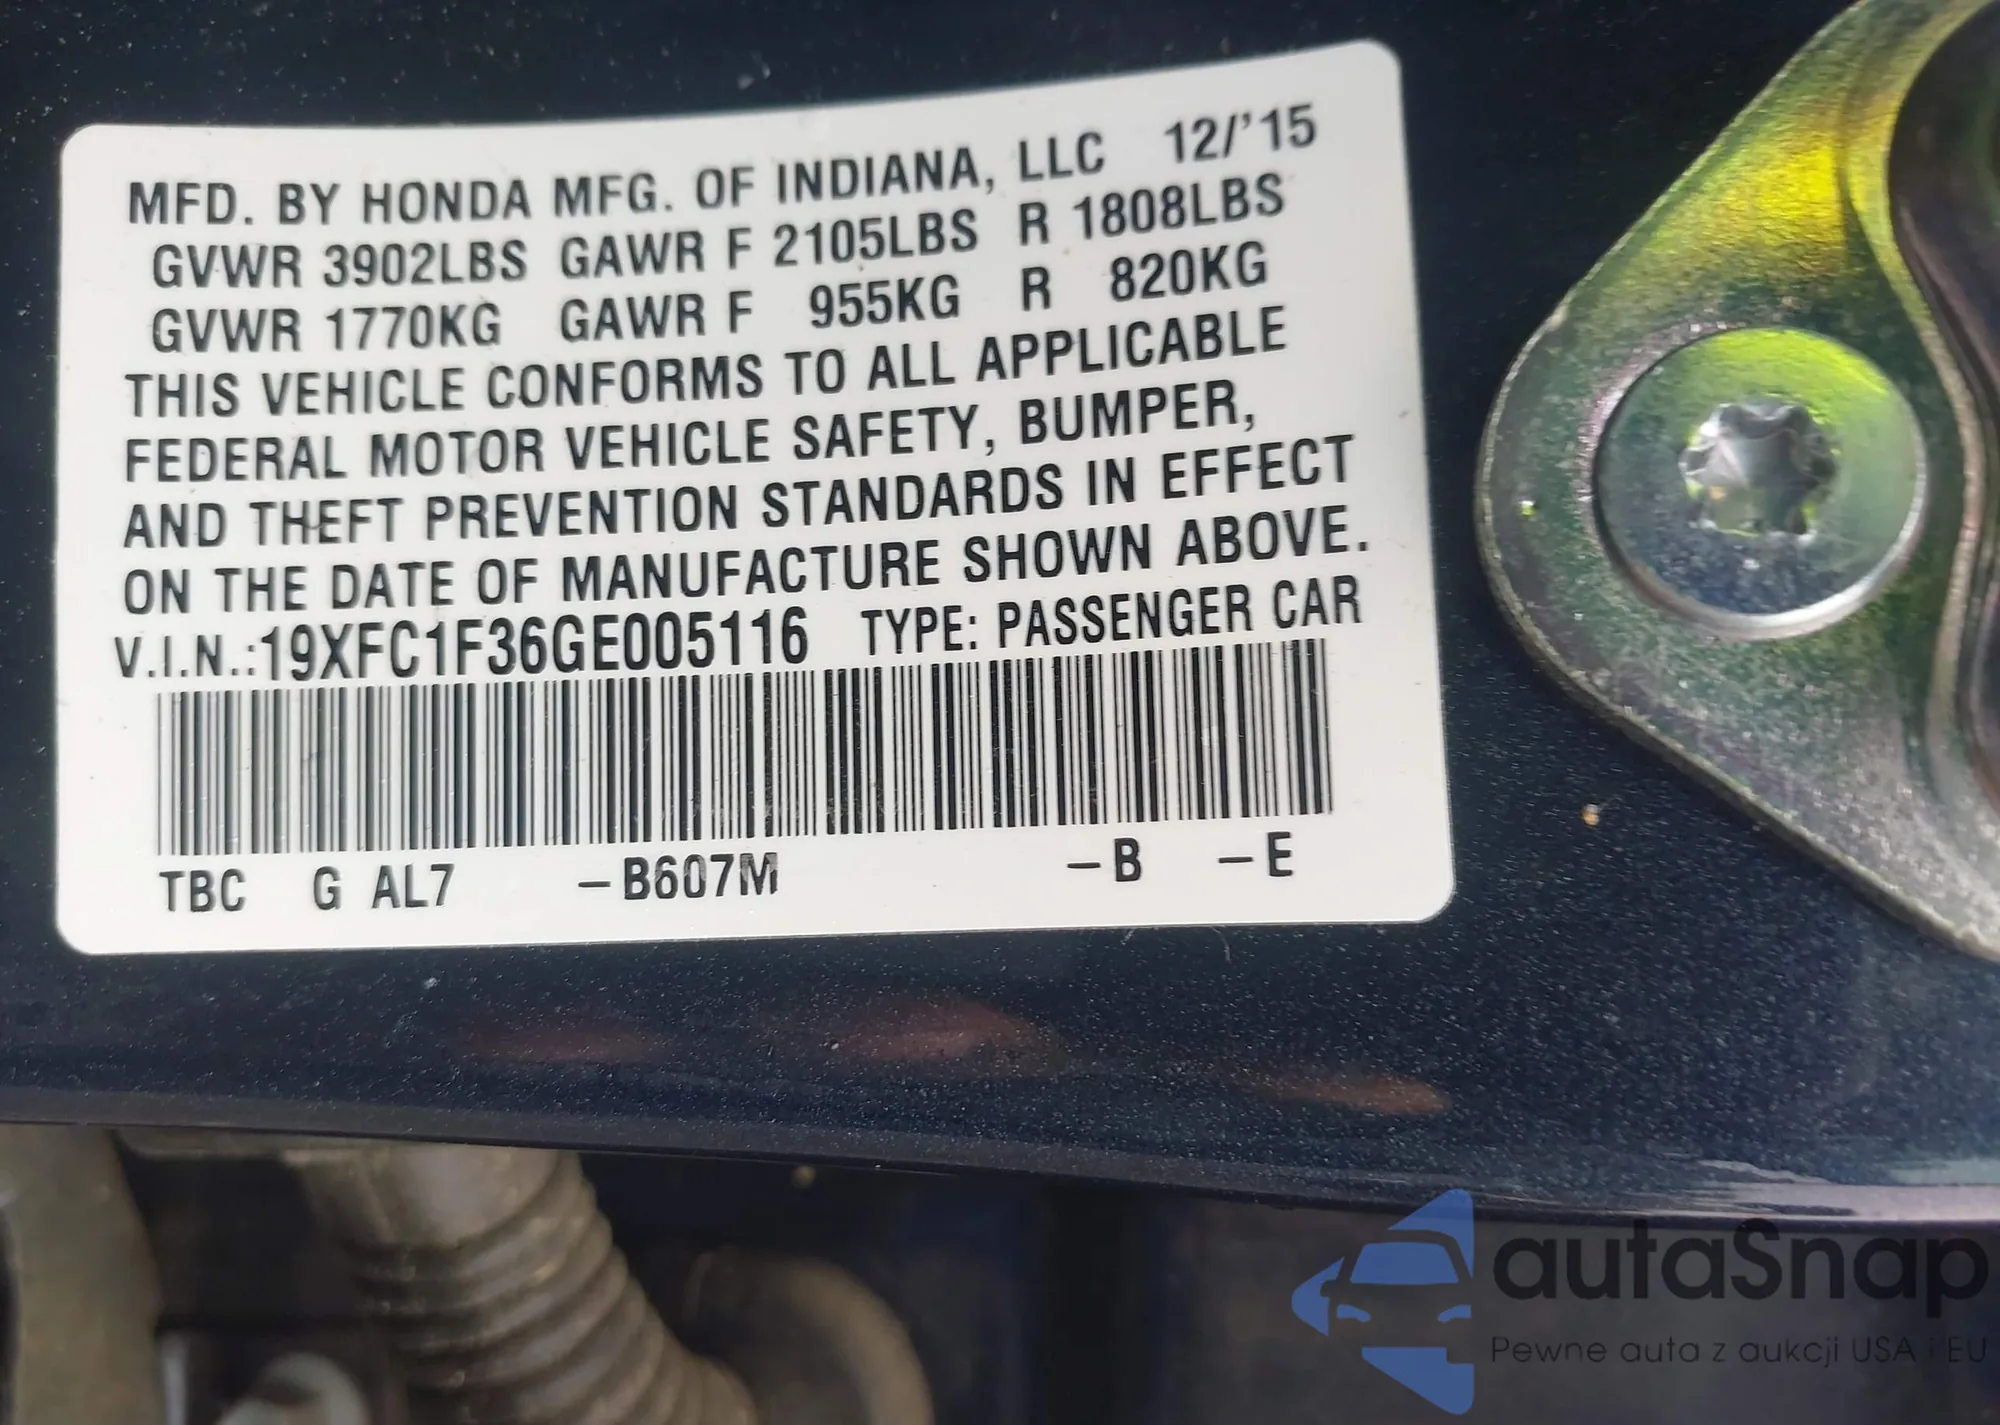 MFD. BY HONDA MFG. OF INDIANA, LLC 12/'15
GVWR 3902LBS GAWR F 2105LBS R 1808LBS
GVWR 1770KG GAWR F 955KG R 820KG
THIS VEHICLE CONFORMS TO ALL APPLICABLE
FEDERAL MOTOR VEHICLE SAFETY, BUMPER,
AND THEFT PREVENTION STANDARDS IN EFFECT
ON THE DATE OF MANUFACTURE SHOWN ABOVE.
V.I.N.:19XFC1F36GE005116 TYPE: PASSENGER CAR
TBC G AL7 –B607M –B –E
autaSnap
Pewne auta z aukcji USA i EU